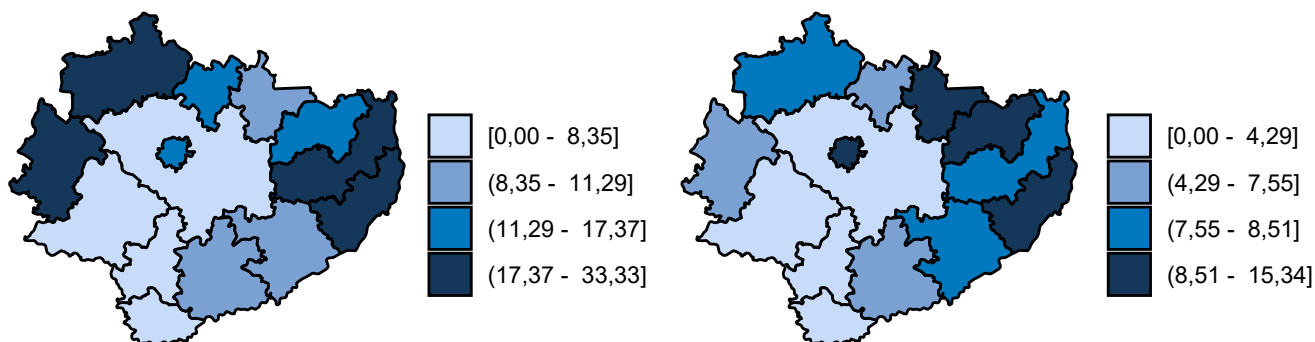 [0,00 - 8,35]
(8,35 - 11,29]
(11,29 - 17,37]
(17,37 - 33,33]
[0,00 - 4,29]
(4,29 - 7,55]
(7,55 - 8,51]
(8,51 - 15,34]